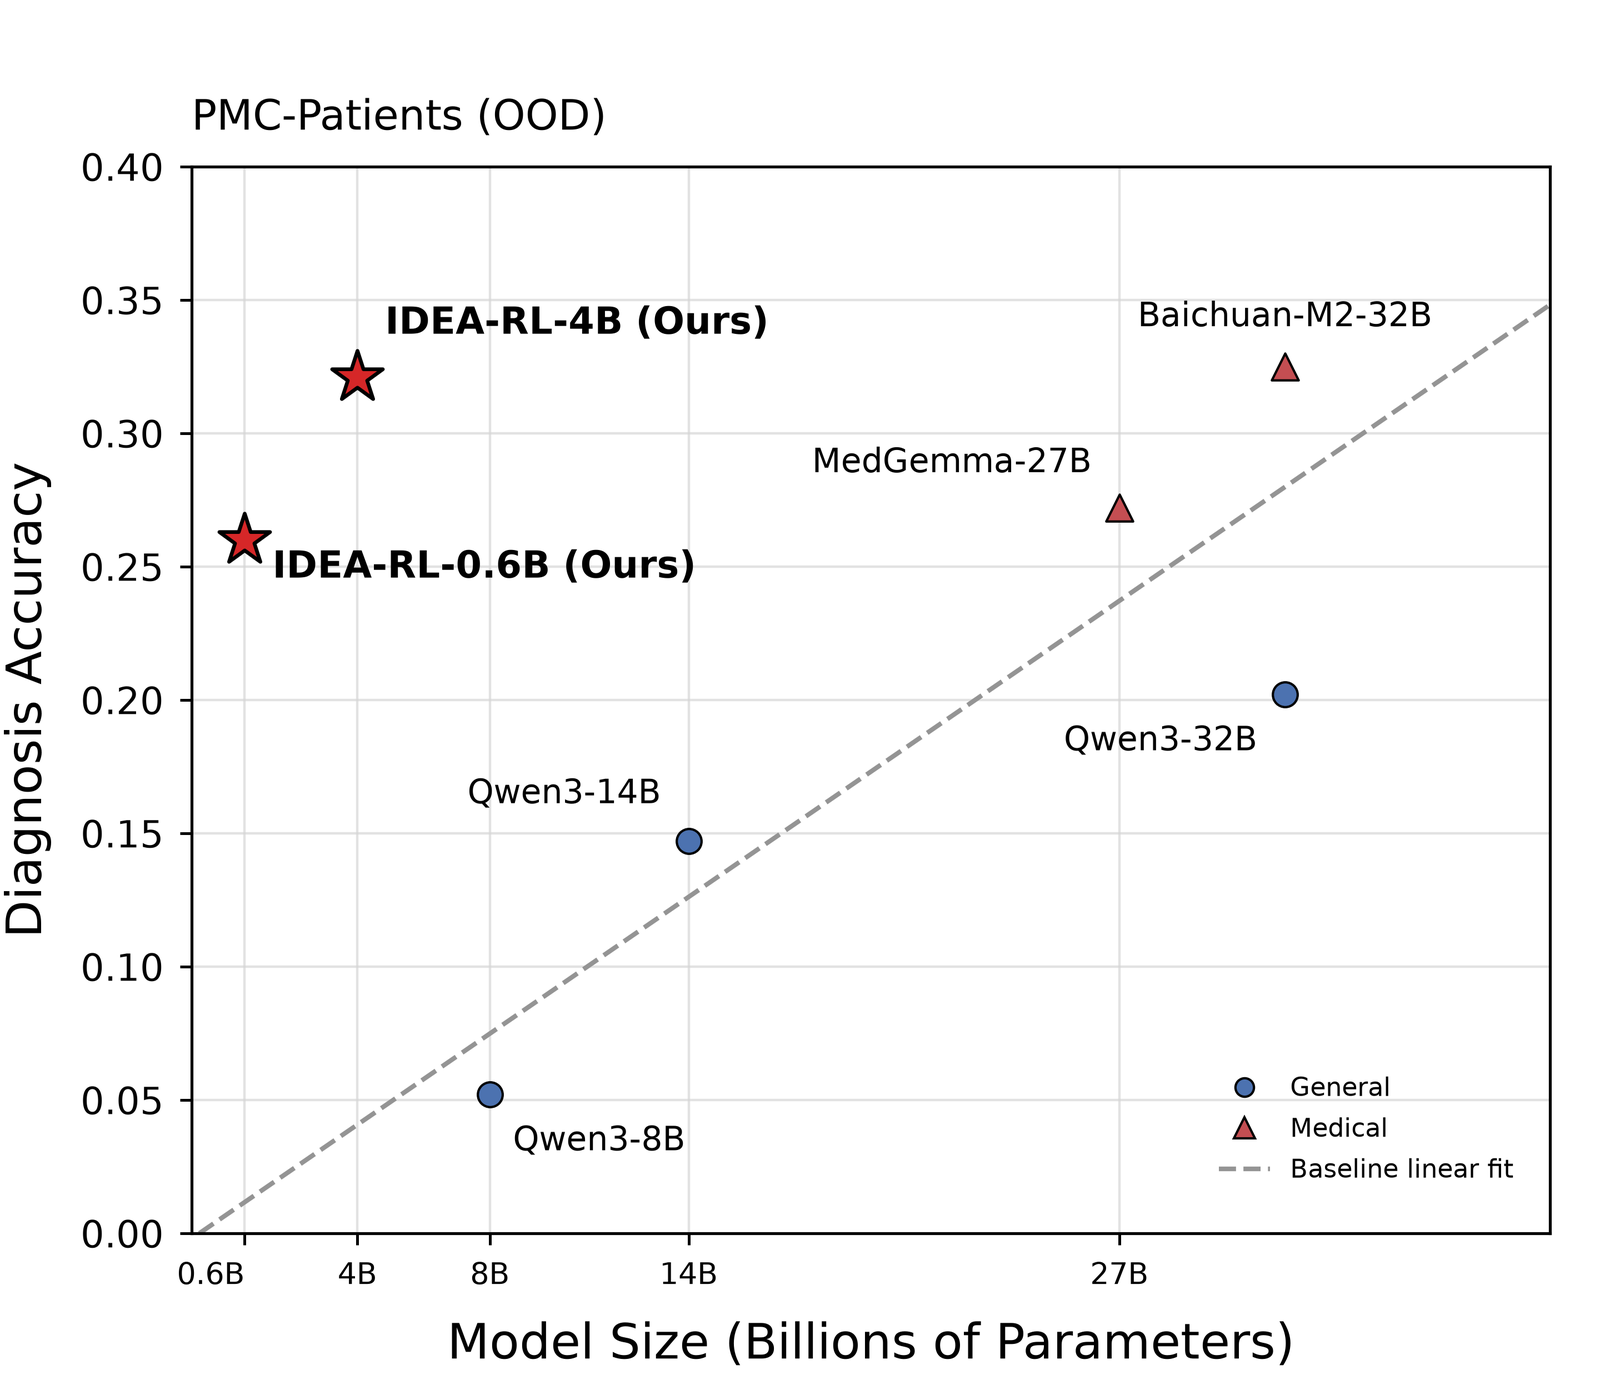 PMC-Patients (OOD)
0.40
0.35
0.30
0.25
0.20
0.15
0.10
0.05
0.00
Diagnosis Accuracy
IDEA-RL-4B (Ours)
Baichuan-M2-32B
MedGemma-27B
IDEA-RL-0.6B (Ours)
Qwen3-32B
Qwen3-14B
Qwen3-8B
General
Medical
Baseline linear fit
0.6B 4B 8B 14B 27B
Model Size (Billions of Parameters)